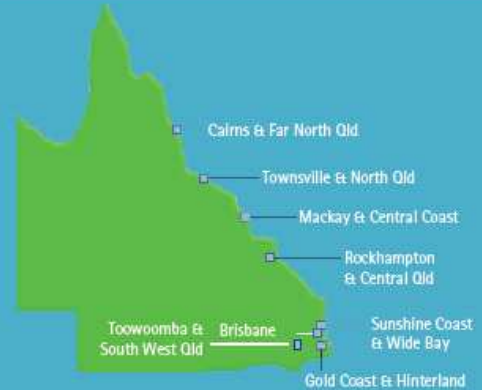 Cairns & Far North Qld
Townsville & North Qld
Mackay & Central Coast
Rockhampton
& Central Qld
Toowoomba &
South West Qld
Brisbane
Sunshine Coast
& Wide Bay
Gold Coast & Hinterland